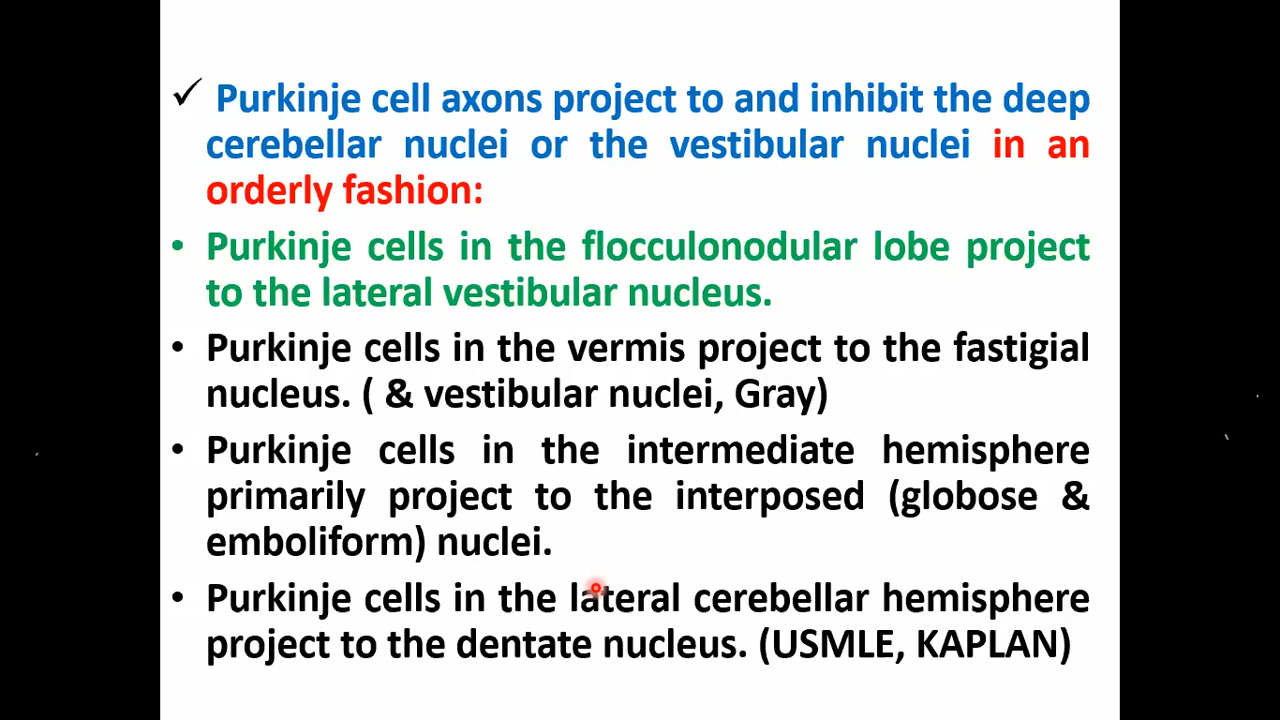 ✓ Purkinje cell axons project to and inhibit the deep
cerebellar nuclei or the vestibular nuclei in an
orderly fashion:
• Purkinje cells in the flocculonodular lobe project
to the lateral vestibular nucleus.
• Purkinje cells in the vermis project to the fastigial
nucleus. ( & vestibular nuclei, Gray)
• Purkinje cells in the intermediate hemisphere
primarily project to the interposed (globose &
emboliform) nuclei.
• Purkinje cells in the lateral cerebellar hemisphere
project to the dentate nucleus. (USMLE, KAPLAN)